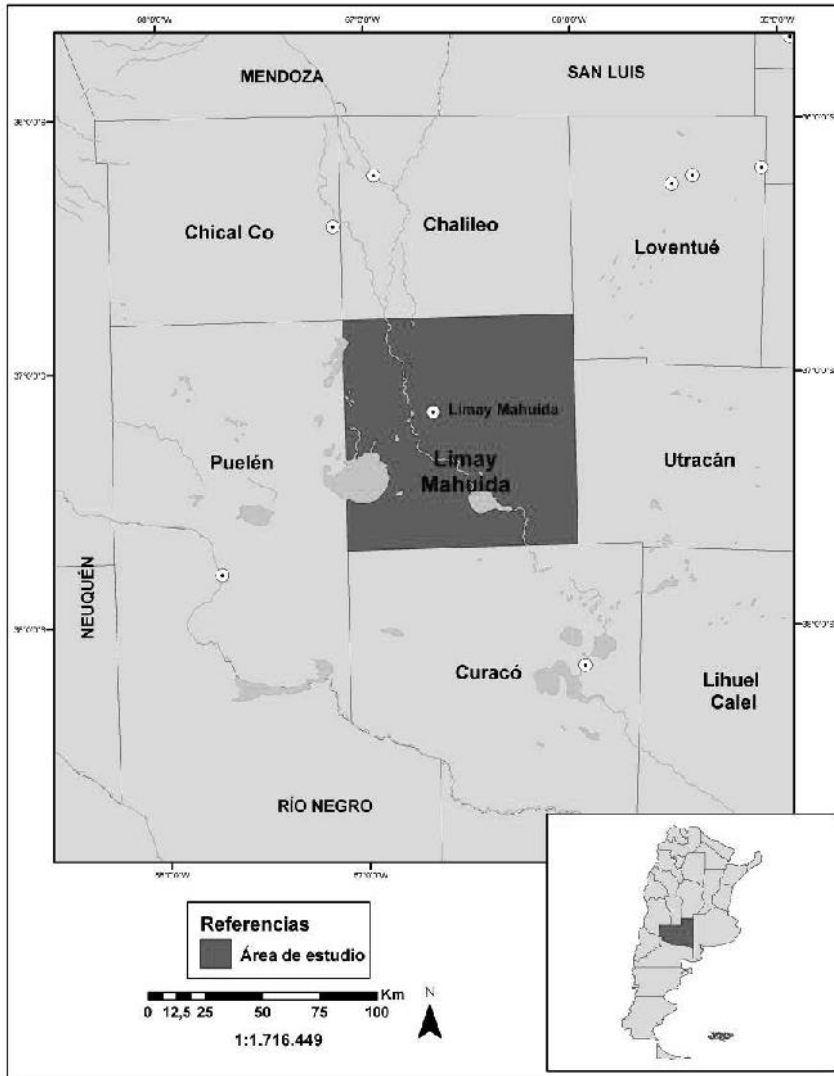 MENDOZA
SAN LUIS
Chical Co
Chalileo
Loventué
Limay Mahuida
Puelén
Limay
Mahuida
Utracán
NEUQUÉN
Curacó
Lihuel
Calel
RÍO NEGRO
Referencias
Área de estudio
Km
0 12,5 25 50 75 100
1:1.716.449
N